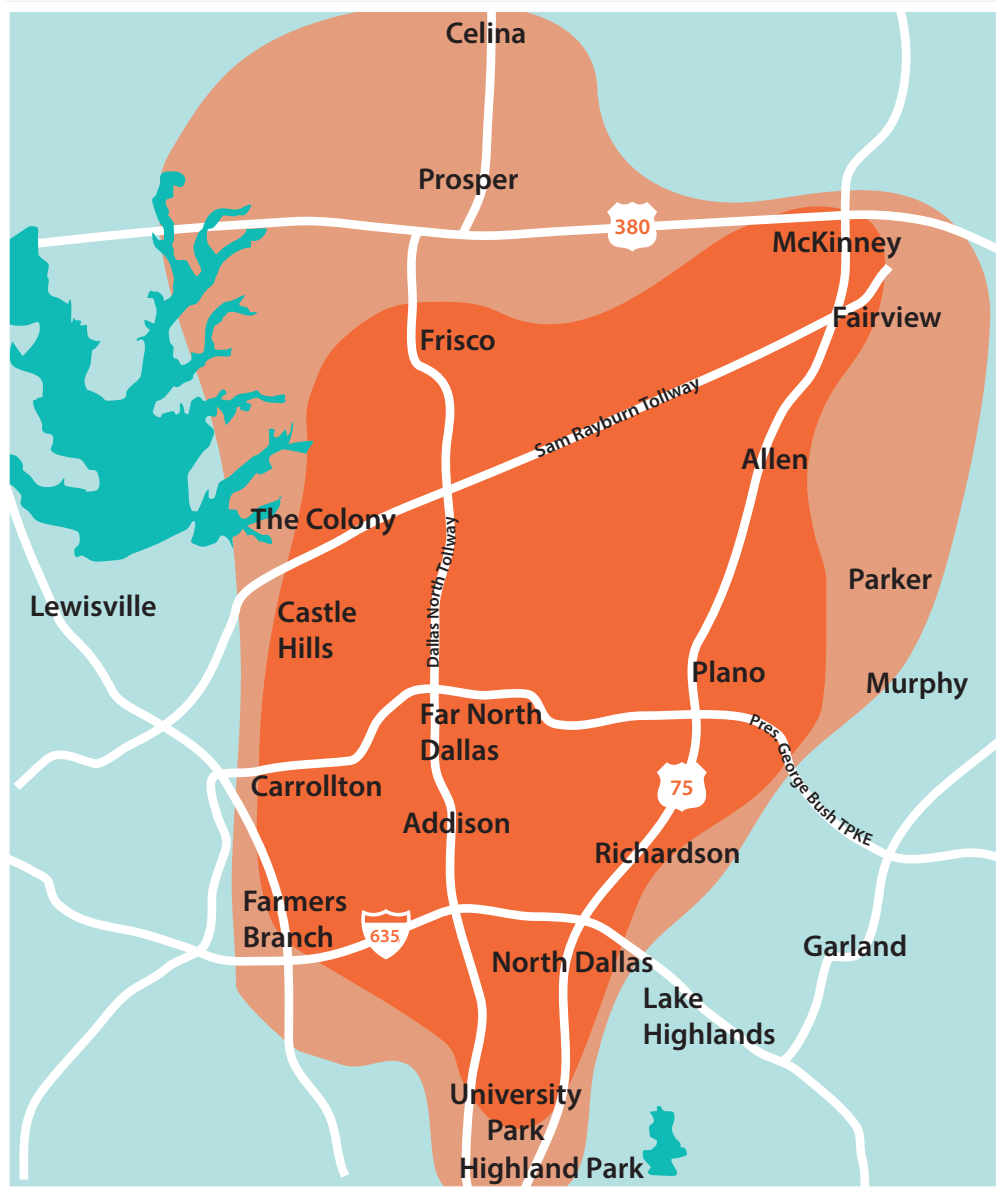 Celina
Prosper
380
McKinney
Fairview
Frisco
Sam Rayburn Tollway
Allen
The Colony
Dallas North Tollway
Parker
Lewisville
Castle
Hills
Plano
Murphy
Far North
Dallas
Pres. George Bush TPKE
Carrollton
75
Addison
Richardson
Farmers
Branch
635
Garland
North Dallas
Lake
Highlands
University
Park
Highland Park